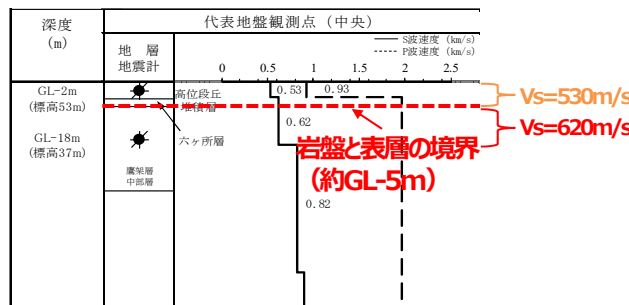 深度
(m)
代表地盤観測点（中央）
地 層
地震計
S波速度 (km/s)
P波速度 (km/s)
0 0.5 1 1.5 2 2.5
GL-2m
(標高53m)
高位段丘
堆積層
0.53 0.93
Vs=530m/s
0.62
Vs=620m/s
GL-18m
(標高37m)
六ヶ所層
岩盤と表層の境界
（約GL-5m）
鷹架層
中部層
0.82